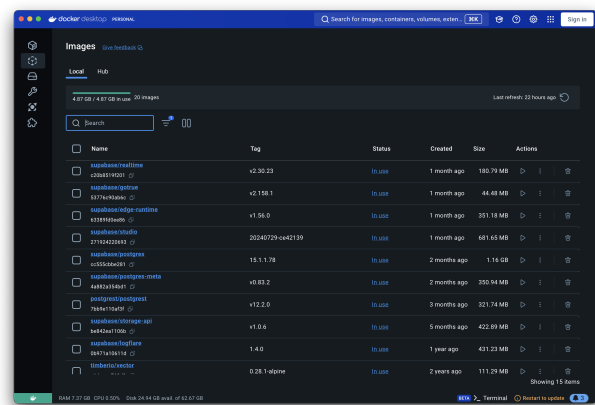 docker desktop PERSONAL
Search for images, containers, volumes, exten... ⌘K
Sign in
Images Give feedback
Local Hub
4.87 GB / 4.87 GB in use 20 images
Last refresh: 22 hours ago
Search
Name Tag Status Created Size Actions
supabase/realtime
c20b8519f201
v2.30.23 In use 1 month ago 180.79 MB
supabase/gotrue
53776c90ab6c
v2.158.1 In use 1 month ago 44.48 MB
supabase/edge-runtime
63389fd0ee86
v1.56.0 In use 1 month ago 351.18 MB
supabase/studio
271924220693
20240729-ce42139 In use 1 month ago 681.65 MB
supabase/postgres
cc555cbbe281
15.1.1.78 In use 2 months ago 1.16 GB
supabase/postgres-meta
4a882a354bd1
v0.83.2 In use 2 months ago 350.94 MB
postgrest/postgrest
7bb9e110af3f
v12.2.0 In use 3 months ago 321.74 MB
supabase/storage-api
be842ea1106b
v1.0.6 In use 5 months ago 422.89 MB
supabase/logflare
0b971a10611d
1.4.0 In use 1 year ago 431.23 MB
timberio/vector
0.28.1-alpine In use 2 years ago 111.29 MB
Showing 15 items
RAM 7.37 GB CPU 0.50% Disk 24.94 GB avail. of 62.67 GB
BETA >_ Terminal Restart to update 3